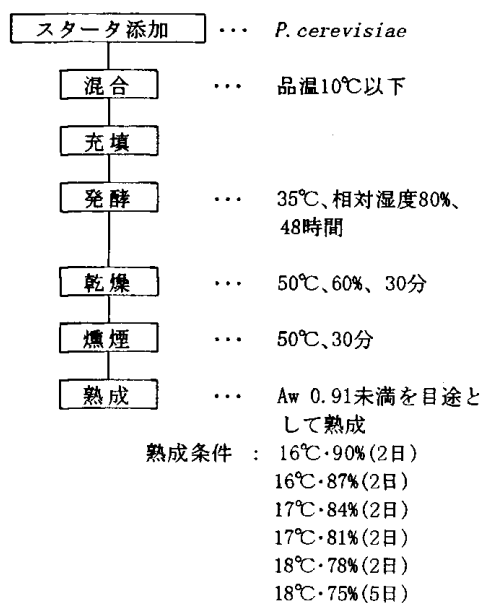 スタータ添加 ··· P.cerevisiae
混合 ··· 品温10℃以下
充填
発酵 ··· 35℃、相対湿度80%、
48時間
乾燥 ··· 50℃、60%、30分
燻煙 ··· 50℃、30分
熟成 ··· Aw 0.91未満を目途と
して熟成
熟成条件 : 16℃·90%(2日)
16℃·87%(2日)
17℃·84%(2日)
17℃·81%(2日)
18℃·78%(2日)
18℃·75%(5日)